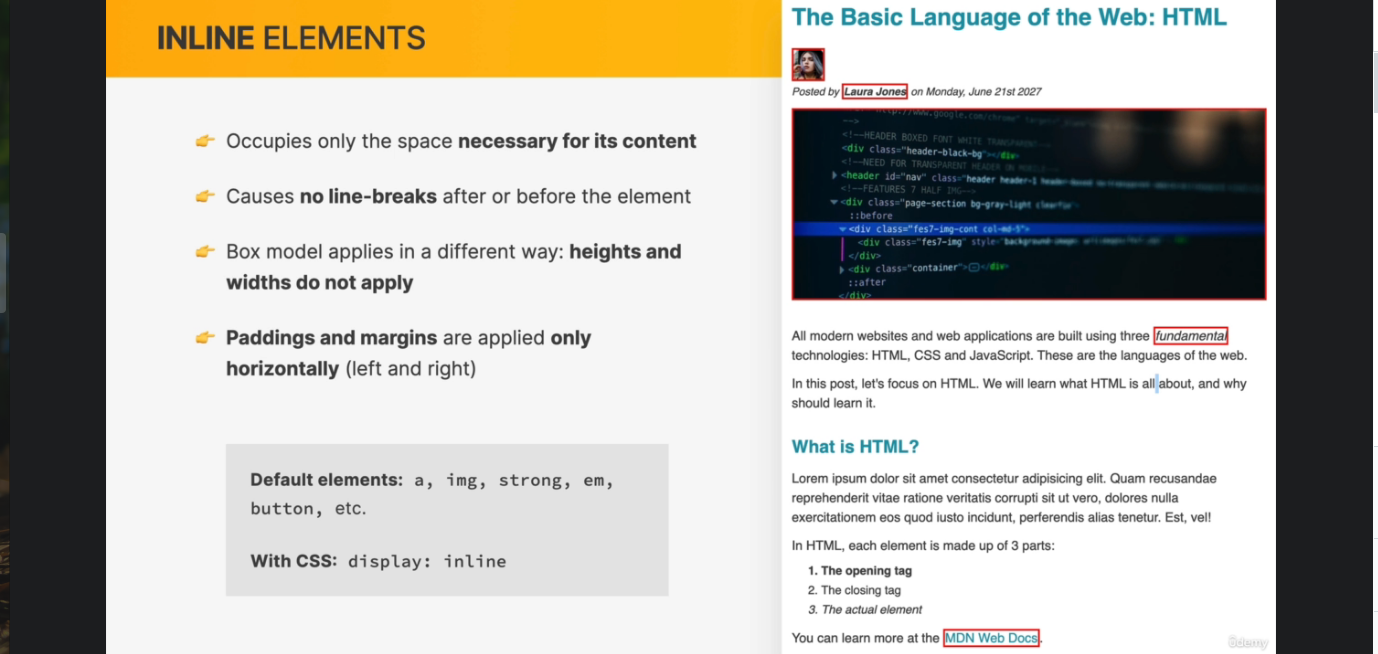 INLINE ELEMENTS
Occupies only the space necessary for its content
Causes no line-breaks after or before the element
Box model applies in a different way: heights and
widths do not apply
Paddings and margins are applied only
horizontally (left and right)
Default elements: a, img, strong, em,
button, etc.
With CSS: display: inline
The Basic Language of the Web: HTML
Posted by Laura Jones on Monday, June 21st 2027
-->
<!--HEADER BOXED FONT WHITE TRANSPARENT-->
<div class="header-black-bg"></div>
<!--NEED FOR TRANSPARENT HEADER ON MOBILE-->
<header id="nav" class="header header-1
<!--FEATURES 7 HALF IMG-->
<div class="page-section bg-gray-light clearfix">
::before
<div class="fes7-img-cont col-md-5">
<div class="fes7-img" style="background-image:
</div>
<div class="container"></div>
::after
</div>
All modern websites and web applications are built using three fundamental
technologies: HTML, CSS and JavaScript. These are the languages of the web.
In this post, let's focus on HTML. We will learn what HTML is all about, and why
should learn it.
What is HTML?
Lorem ipsum dolor sit amet consectetur adipisicing elit. Quam recusandae
reprehenderit vitae ratione veritatis corrupti sit ut vero, dolores nulla
exercitationem eos quod iusto incidunt, perferendis alias tenetur. Est, vel!
In HTML, each element is made up of 3 parts:
1. The opening tag
2. The closing tag
3. The actual element
You can learn more at the MDN Web Docs.
ûdemy